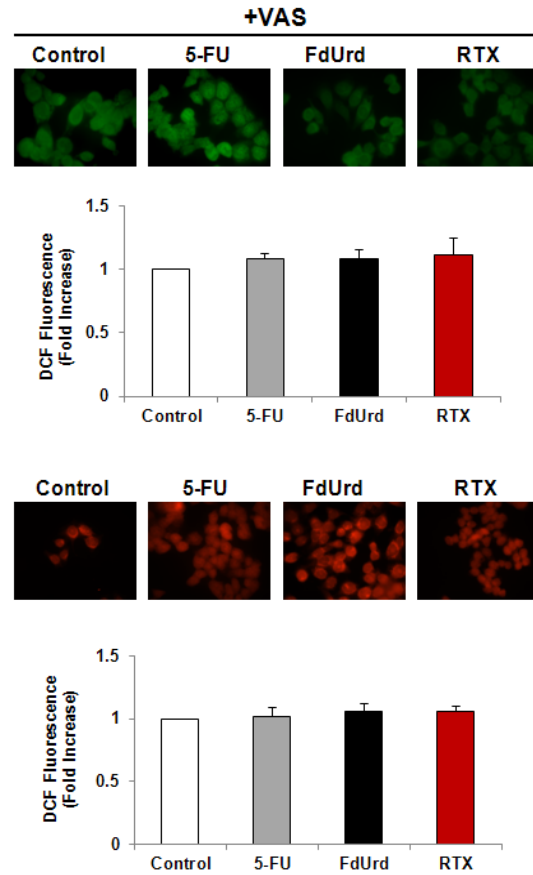 +VAS
Control 5-FU FdUrd RTX
DCF Fluorescence
(Fold Increase)
1.5
1
0.5
0
Control 5-FU FdUrd RTX
Control 5-FU FdUrd RTX
DCF Fluorescence
(Fold Increase)
1.5
1
0.5
0
Control 5-FU FdUrd RTX